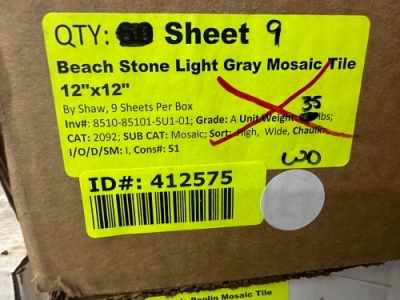 QTY: Sheet 9
Beach Stone Light Gray Mosaic Tile
12"x12"
By Shaw, 9 Sheets Per Box
Inv#: 8510-85101-5U1-01; Grade: A Unit Weight: 35 lbs;
CAT: 2092; SUB CAT: Mosaic; Sort: High, Wide, Chaulk
I/O/D/SM: I, Cons#: 51
ID#: 412575
Poplin Mosaic Tile